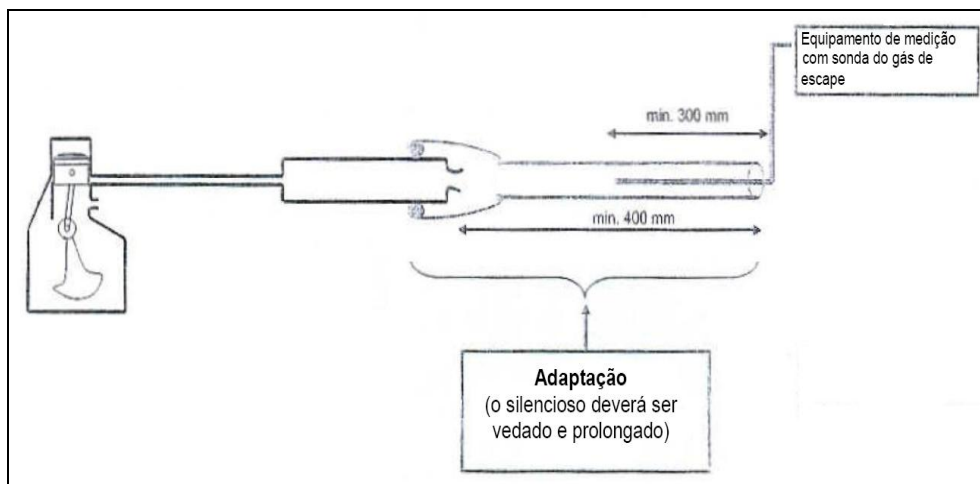 Equipamento de medição
com sonda do gás de
escape
min. 300 mm
min. 400 mm
Adaptação
(o silencioso deverá ser
vedado e prolongado)